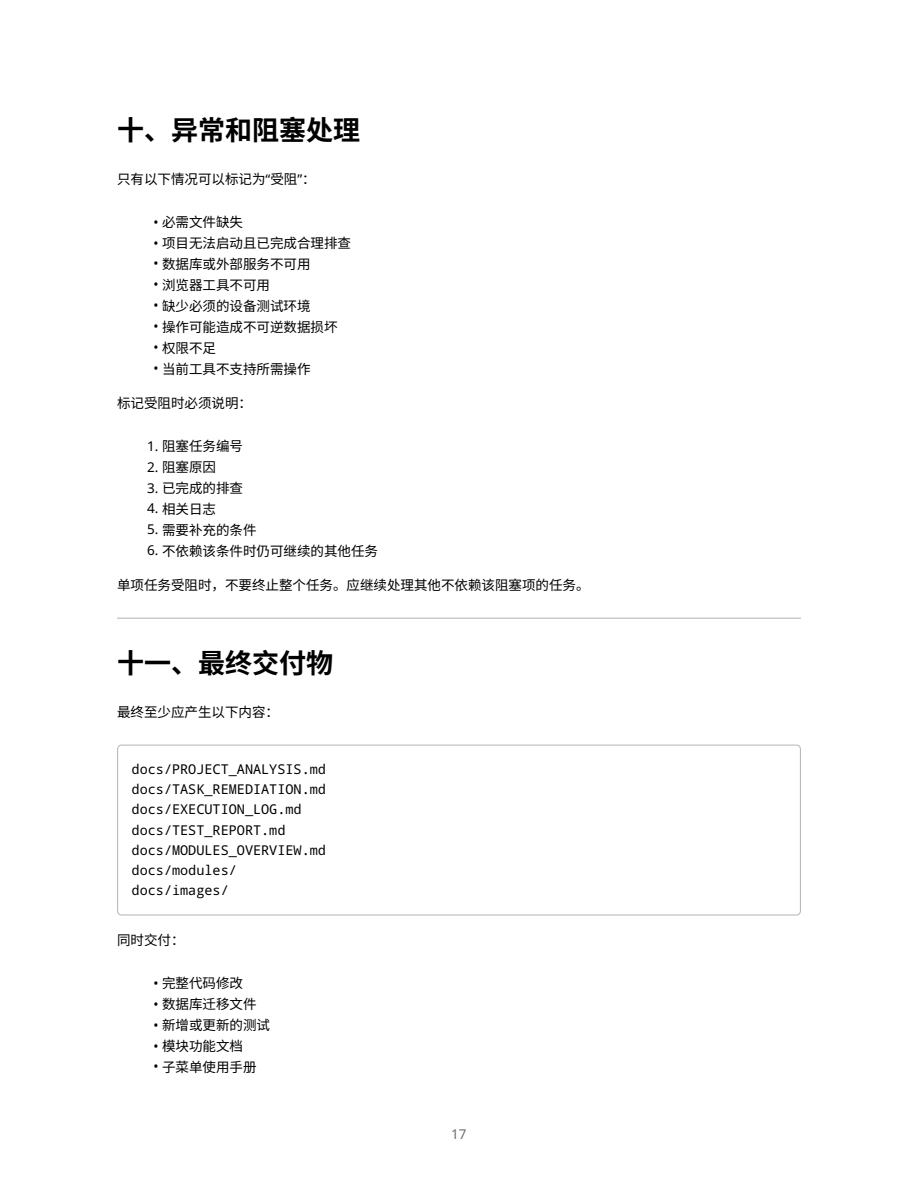 十、异常和阻塞处理
只有以下情况可以标记为“受阻”：
• 必需文件缺失
• 项目无法启动且已完成合理排查
• 数据库或外部服务不可用
• 浏览器工具不可用
• 缺少必须的设备测试环境
• 操作可能造成不可逆数据损坏
• 权限不足
• 当前工具不支持所需操作
标记受阻时必须说明：
1. 阻塞任务编号
2. 阻塞原因
3. 已完成的排查
4. 相关日志
5. 需要补充的条件
6. 不依赖该条件时仍可继续的其他任务
单项任务受阻时，不要终止整个任务。应继续处理其他不依赖该阻塞项的任务。
十一、最终交付物
最终至少应产生以下内容：
docs/PROJECT_ANALYSIS.md
docs/TASK_REMEDIATION.md
docs/EXECUTION_LOG.md
docs/TEST_REPORT.md
docs/MODULES_OVERVIEW.md
docs/modules/
docs/images/
同时交付：
• 完整代码修改
• 数据库迁移文件
• 新增或更新的测试
• 模块功能文档
• 子菜单使用手册
17